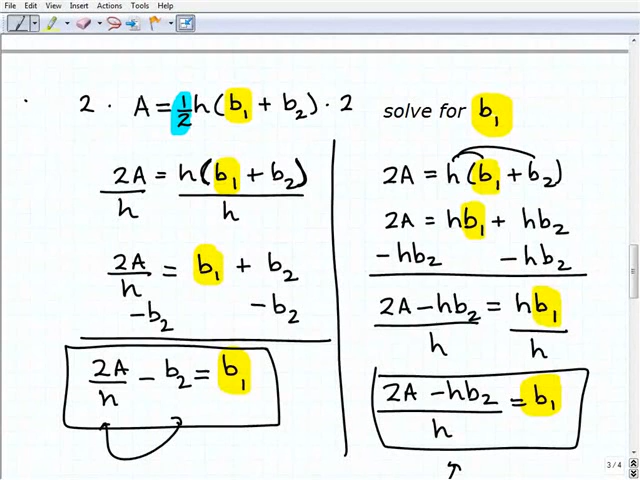 File Edit View Insert Actions Tools Help
2 · A = 1/2 h(b₁ + b₂) · 2
solve for b₁
2A/h = h(b₁ + b₂)/h
2A/h = b₁ + b₂
-b₂ -b₂
2A/h - b₂ = b₁
2A = h(b₁ + b₂)
2A = hb₁ + hb₂
-hb₂ -hb₂
2A - hb₂/h = hb₁/h
2A - hb₂/h = b₁
3 / 4